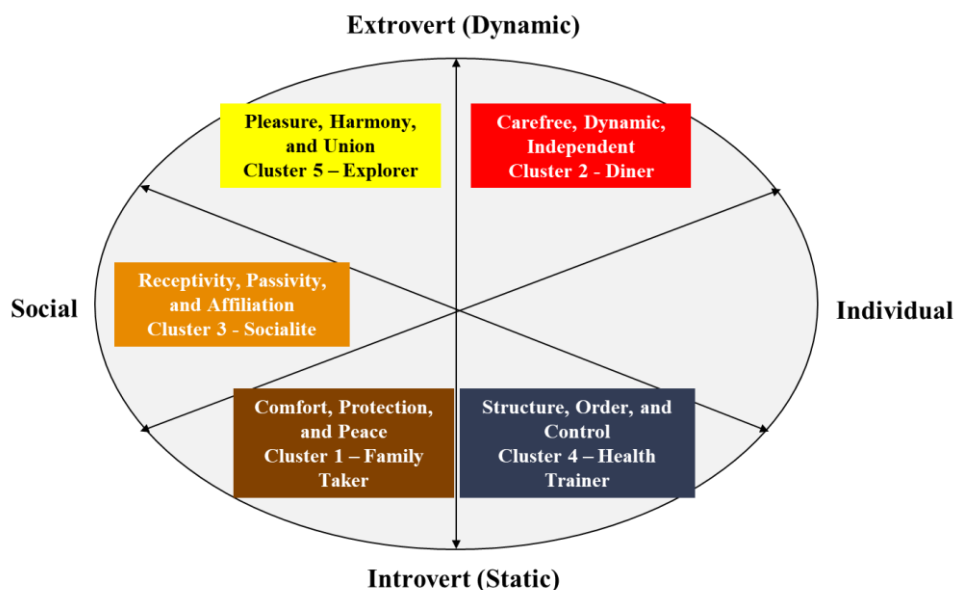 Extrovert (Dynamic)
Pleasure, Harmony,
and Union
Cluster 5 – Explorer
Carefree, Dynamic,
Independent
Cluster 2 - Diner
Receptivity, Passivity,
and Affiliation
Cluster 3 - Socialite
Social
Individual
Comfort, Protection,
and Peace
Cluster 1 – Family
Taker
Structure, Order, and
Control
Cluster 4 – Health
Trainer
Introvert (Static)